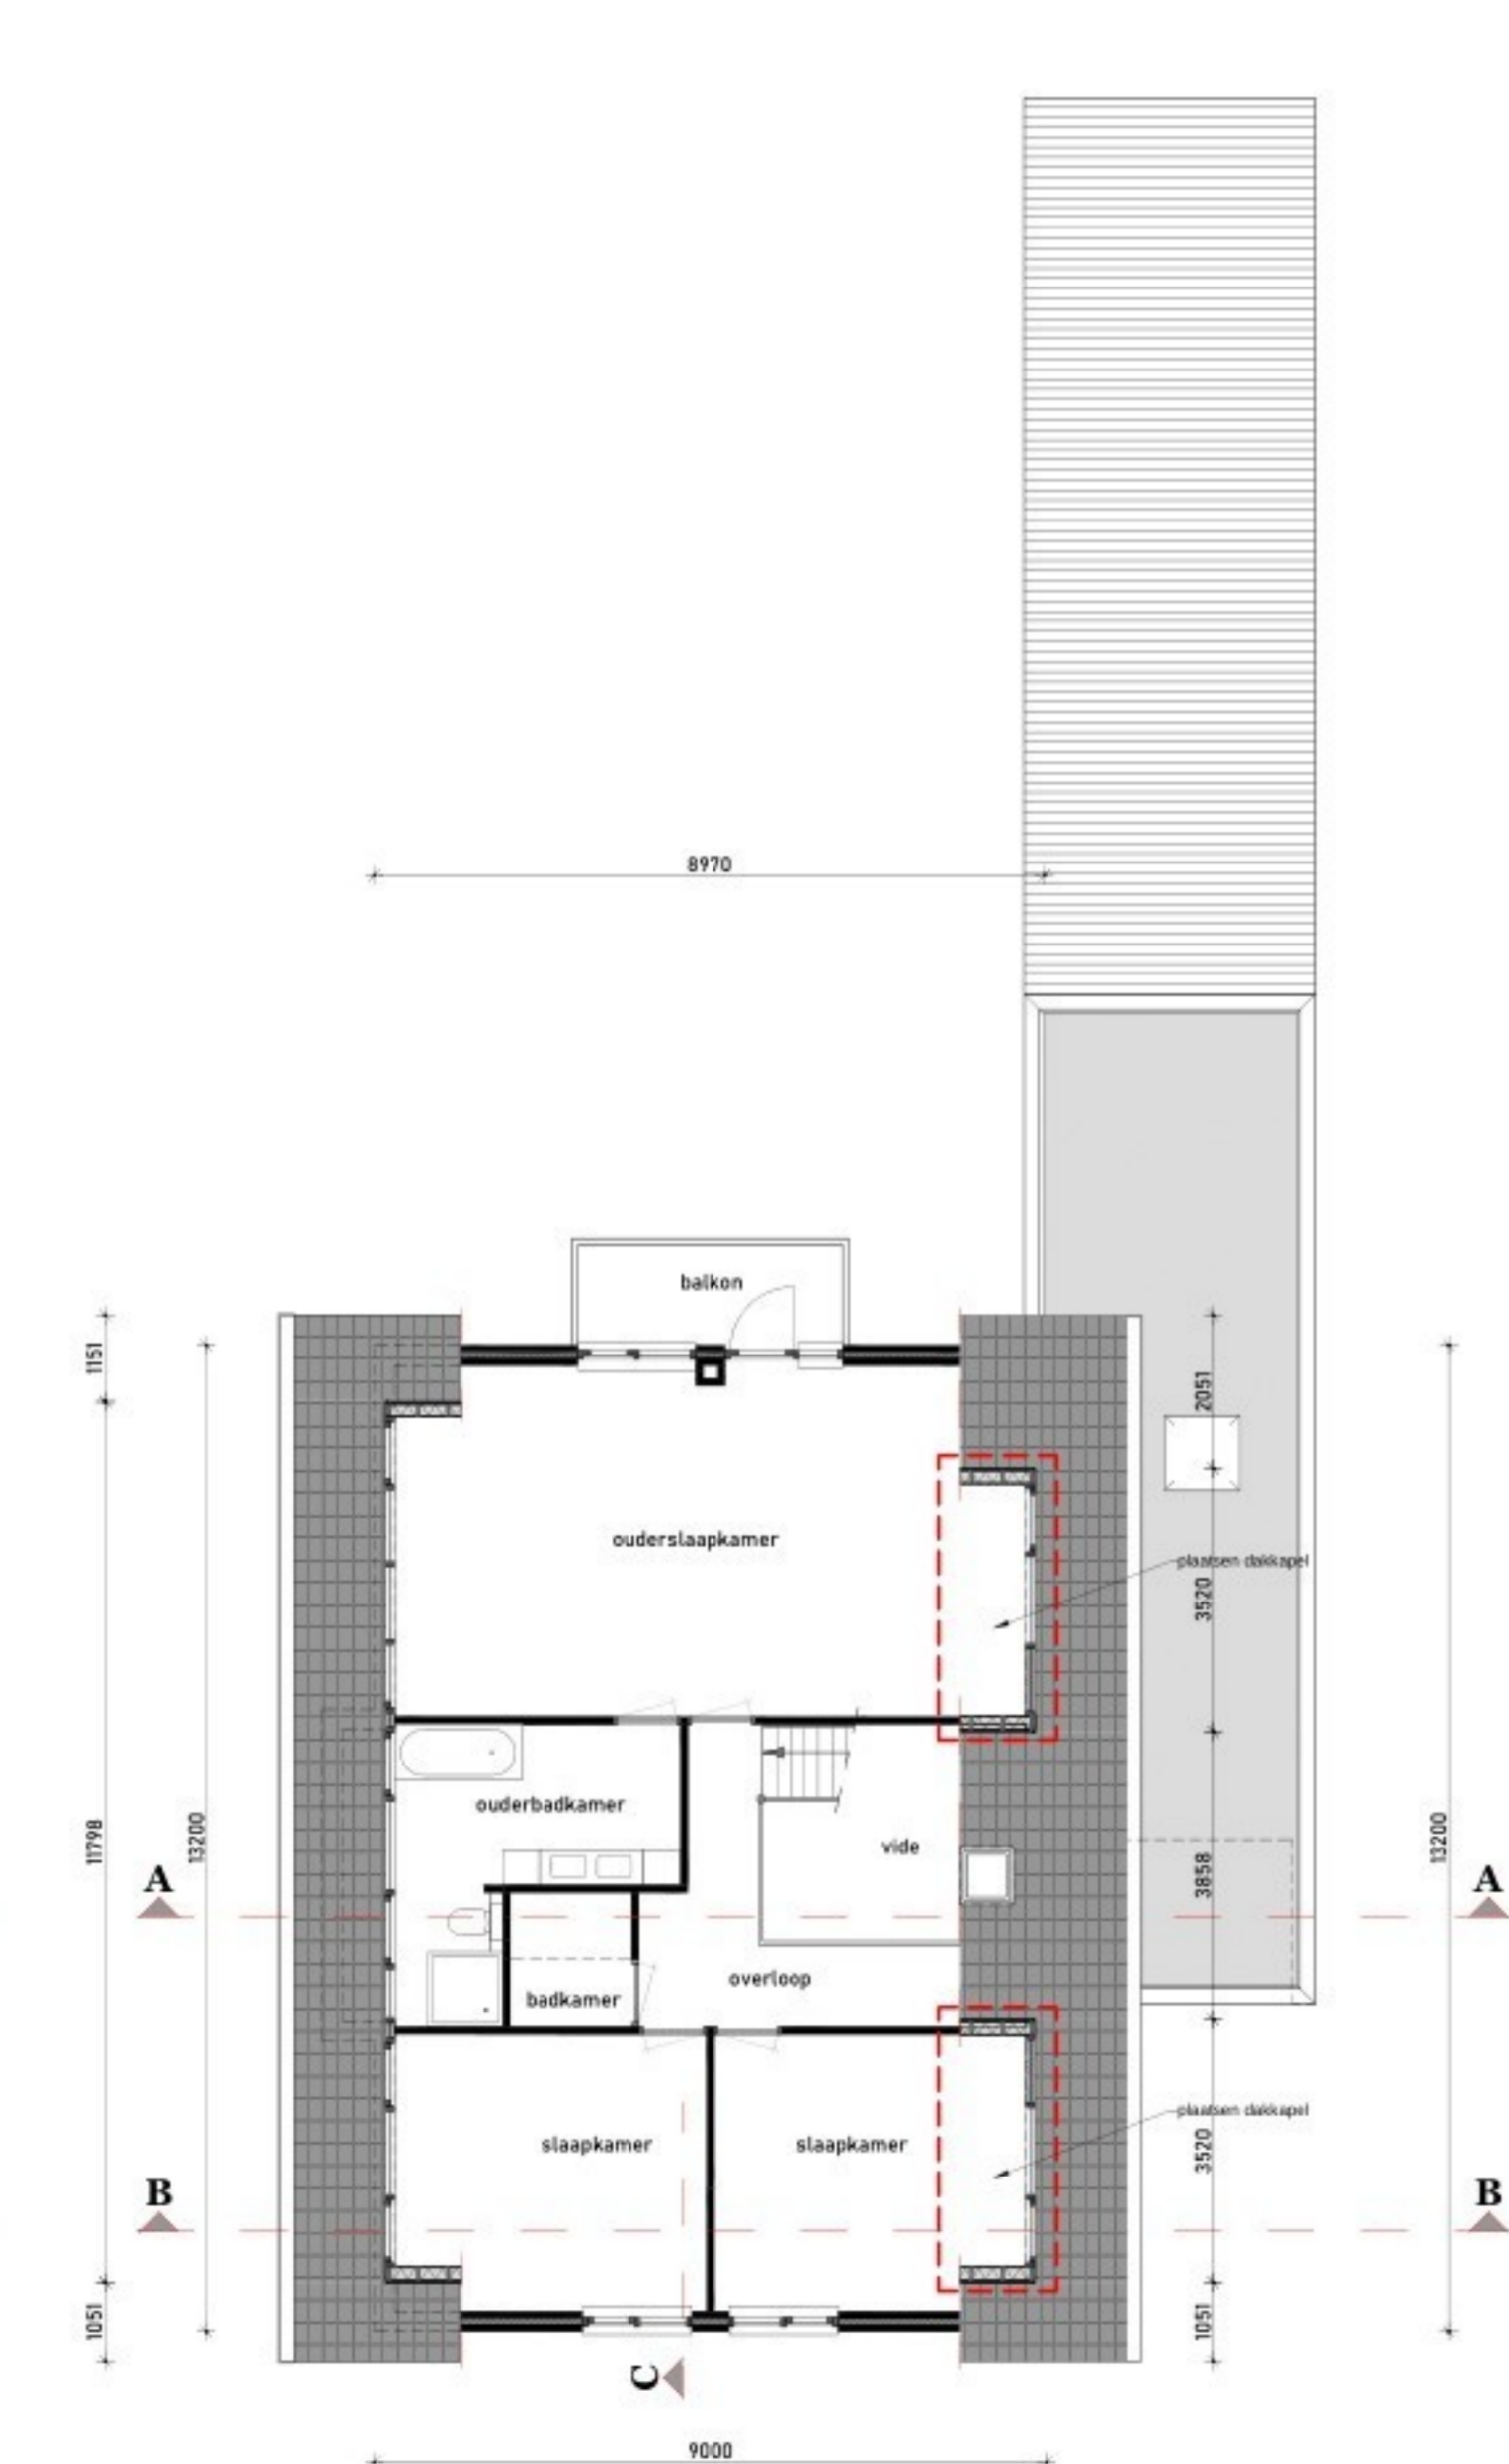 8970
balkon
1151
2051
ouderslaapkamer
plaatsen dakkapel
3520
ouderbadkamer
11798
13200
vide
13200
3858
A
A
overloop
badkamer
plaatsen dakkapel
slaapkamer
slaapkamer
3520
B
B
1051
1051
C
9000